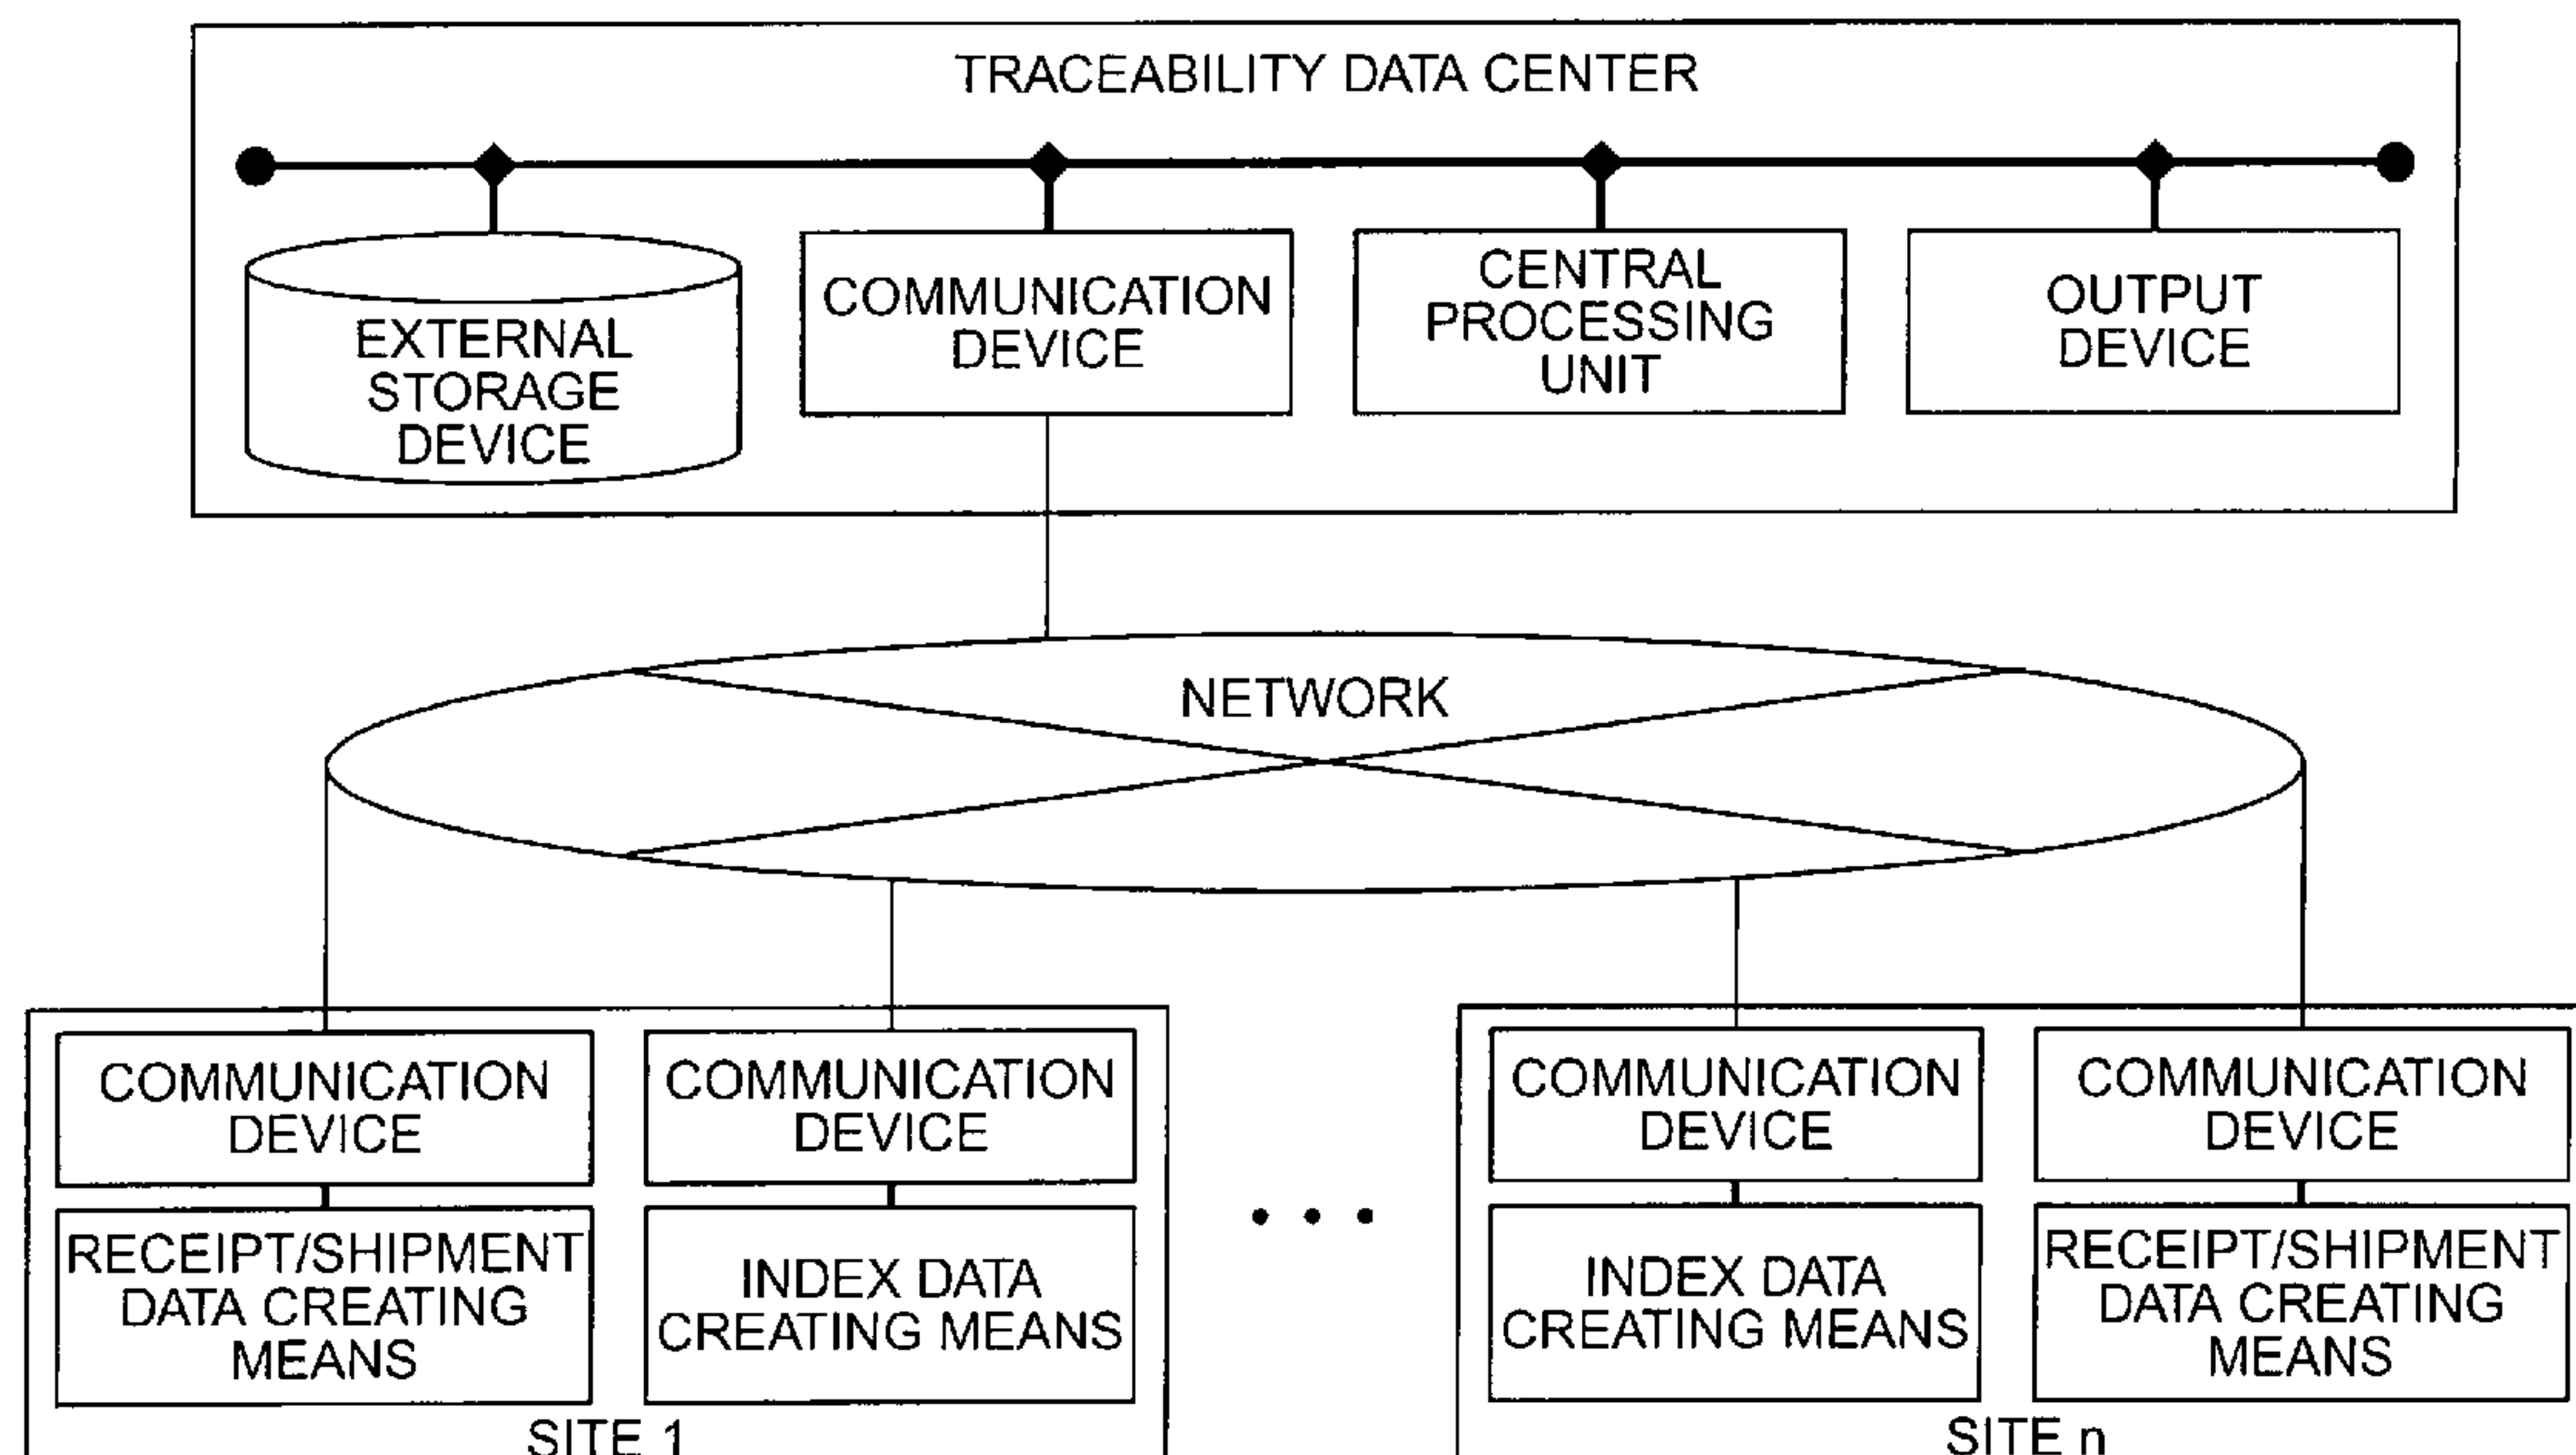 TRACEABILITY DATA CENTER
EXTERNAL
STORAGE
DEVICE
COMMUNICATION
DEVICE
CENTRAL
PROCESSING
UNIT
OUTPUT
DEVICE
NETWORK
COMMUNICATION
DEVICE
RECEIPT/SHIPMENT
DATA CREATING
MEANS
COMMUNICATION
DEVICE
INDEX DATA
CREATING MEANS
SITE 1
• • •
COMMUNICATION
DEVICE
INDEX DATA
CREATING MEANS
COMMUNICATION
DEVICE
RECEIPT/SHIPMENT
DATA CREATING
MEANS
SITE n